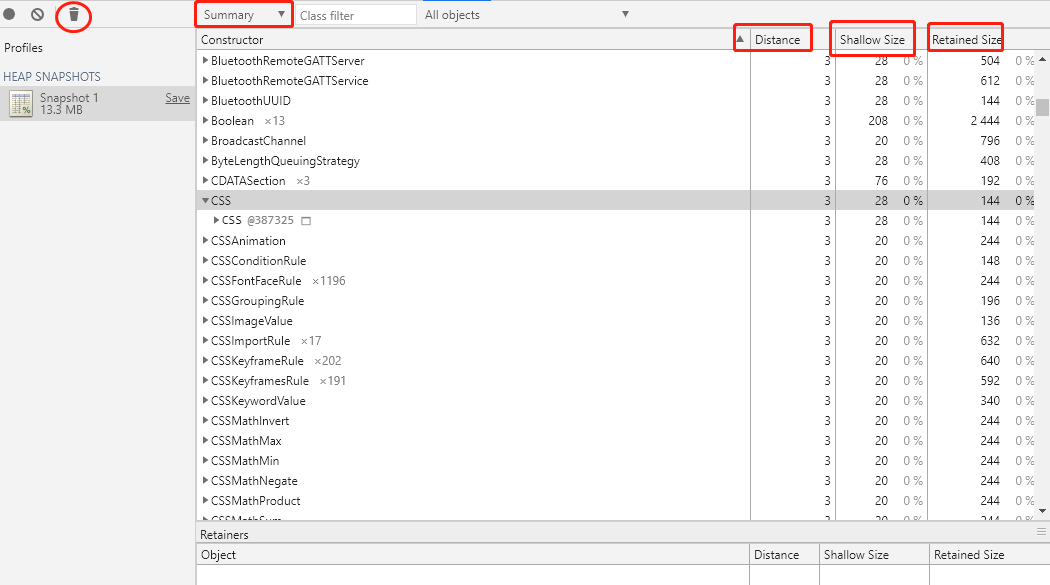 Summary ▼ Class filter All objects ▼
Profiles
HEAP SNAPSHOTS
Snapshot 1 Save
13.3 MB
Constructor ▲ Distance Shallow Size Retained Size
BluetoothRemoteGATTServer 3 28 0 % 504 0 %
BluetoothRemoteGATTService 3 28 0 % 612 0 %
BluetoothUUID 3 28 0 % 144 0 %
Boolean ×13 3 208 0 % 2 444 0 %
BroadcastChannel 3 20 0 % 796 0 %
ByteLengthQueuingStrategy 3 28 0 % 408 0 %
CDATASection ×3 3 76 0 % 192 0 %
CSS 3 28 0 % 144 0 %
CSS @387325 3 28 0 % 144 0 %
CSSAnimation 3 20 0 % 244 0 %
CSSConditionRule 3 20 0 % 148 0 %
CSSFontFaceRule ×1196 3 20 0 % 244 0 %
CSSGroupingRule 3 20 0 % 196 0 %
CSSImageValue 3 20 0 % 136 0 %
CSSImportRule ×17 3 20 0 % 632 0 %
CSSKeyframeRule ×202 3 20 0 % 640 0 %
CSSKeyframesRule ×191 3 20 0 % 592 0 %
CSSKeywordValue 3 20 0 % 340 0 %
CSSMathInvert 3 20 0 % 244 0 %
CSSMathMax 3 20 0 % 244 0 %
CSSMathMin 3 20 0 % 244 0 %
CSSMathNegate 3 20 0 % 244 0 %
CSSMathProduct 3 20 0 % 244 0 %
CSSMathSum 3 20 0 % 244 0 %
Retainers
Object Distance Shallow Size Retained Size